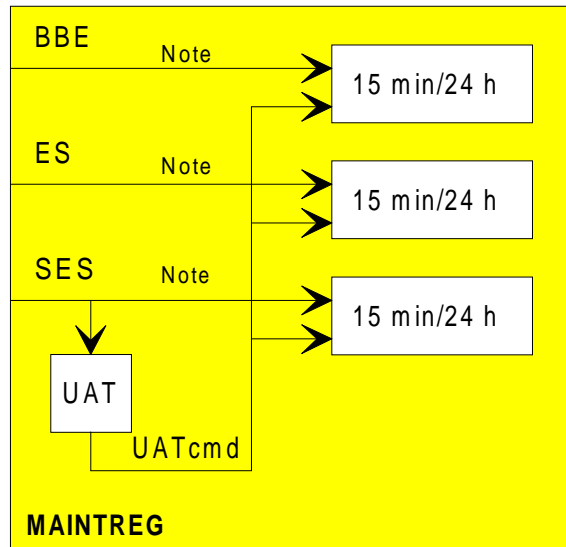 BBE
Note
15 min/24 h
ES
Note
15 min/24 h
SES
Note
15 min/24 h
UAT
UATcmd
MAINTREG